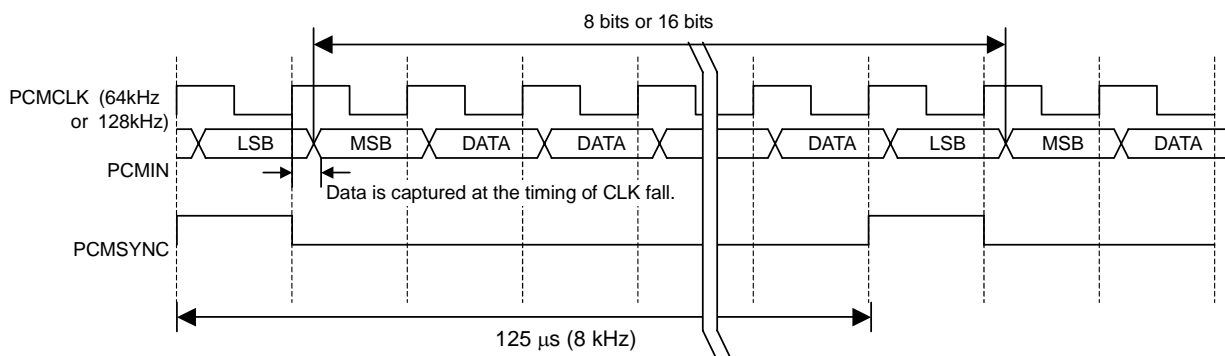 8 bits or 16 bits
PCMCLK (64kHz
or 128kHz)
LSB MSB DATA DATA DATA LSB MSB DATA
PCMIN
Data is captured at the timing of CLK fall.
PCMSYNC
125 μs (8 kHz)